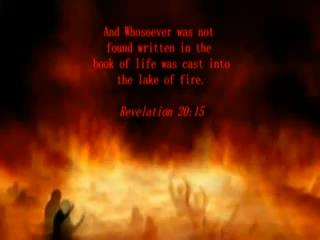 And Whosoever was not
found written in the
book of life was cast into
the lake of fire.
Revelation 20:15